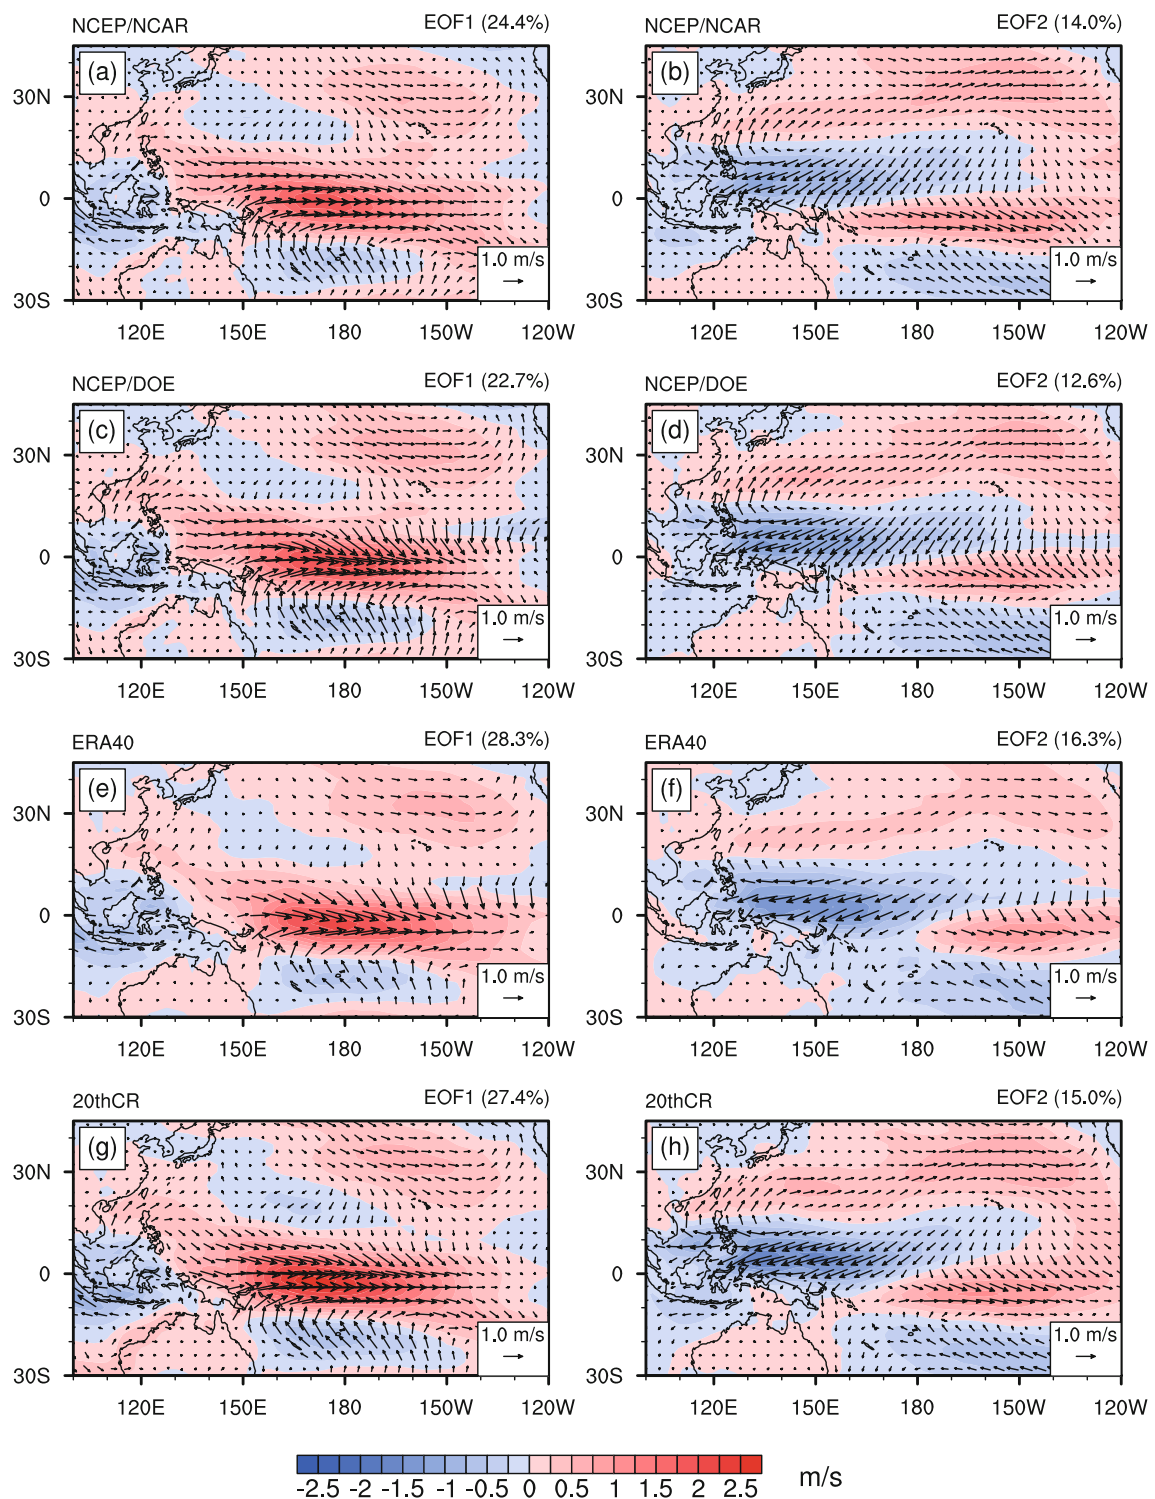 NCEP/NCAR EOF1 (24.4%) NCEP/NCAR EOF2 (14.0%)
(a) (b)
30N 30N
0 0
1.0 m/s 1.0 m/s
30S 30S
120E 150E 180 150W 120W 120E 150E 180 150W 120W
NCEP/DOE EOF1 (22.7%) NCEP/DOE EOF2 (12.6%)
(c) (d)
30N 30N
0 0
1.0 m/s 1.0 m/s
30S 30S
120E 150E 180 150W 120W 120E 150E 180 150W 120W
ERA40 EOF1 (28.3%) ERA40 EOF2 (16.3%)
(e) (f)
30N 30N
0 0
1.0 m/s 1.0 m/s
30S 30S
120E 150E 180 150W 120W 120E 150E 180 150W 120W
20thCR EOF1 (27.4%) 20thCR EOF2 (15.0%)
(g) (h)
30N 30N
0 0
1.0 m/s 1.0 m/s
30S 30S
120E 150E 180 150W 120W 120E 150E 180 150W 120W
-2.5 -2 -1.5 -1 -0.5 0 0.5 1 1.5 2 2.5 m/s